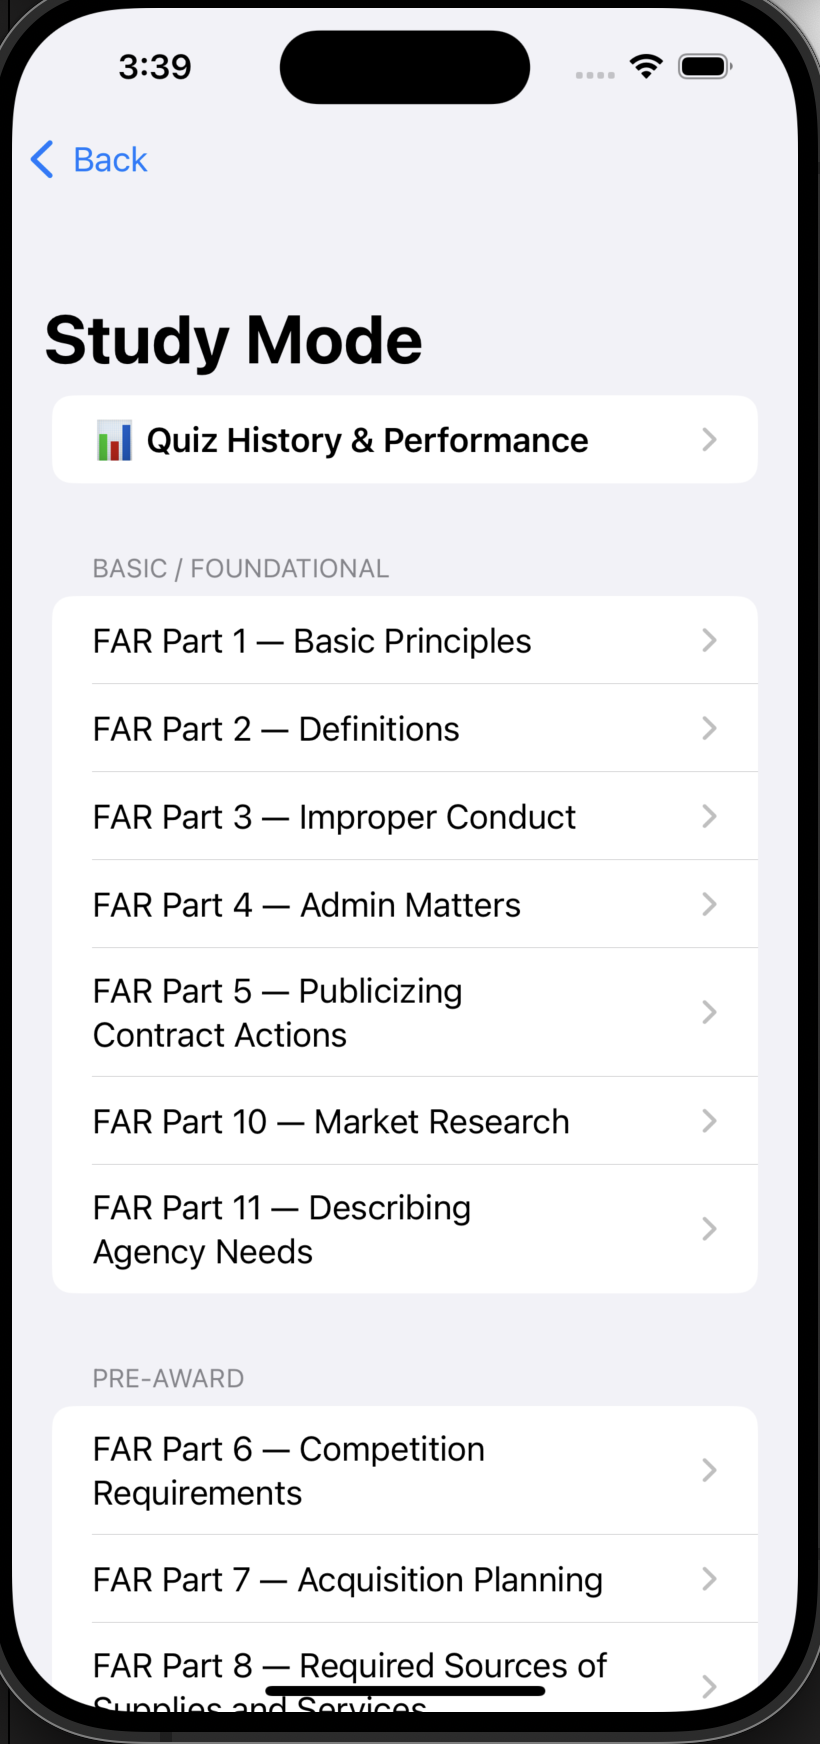 3:39
Back
Study Mode
Quiz History & Performance
BASIC / FOUNDATIONAL
FAR Part 1 — Basic Principles
FAR Part 2 — Definitions
FAR Part 3 — Improper Conduct
FAR Part 4 — Admin Matters
FAR Part 5 — Publicizing
Contract Actions
FAR Part 10 — Market Research
FAR Part 11 — Describing
Agency Needs
PRE-AWARD
FAR Part 6 — Competition
Requirements
FAR Part 7 — Acquisition Planning
FAR Part 8 — Required Sources of
Supplies and Services